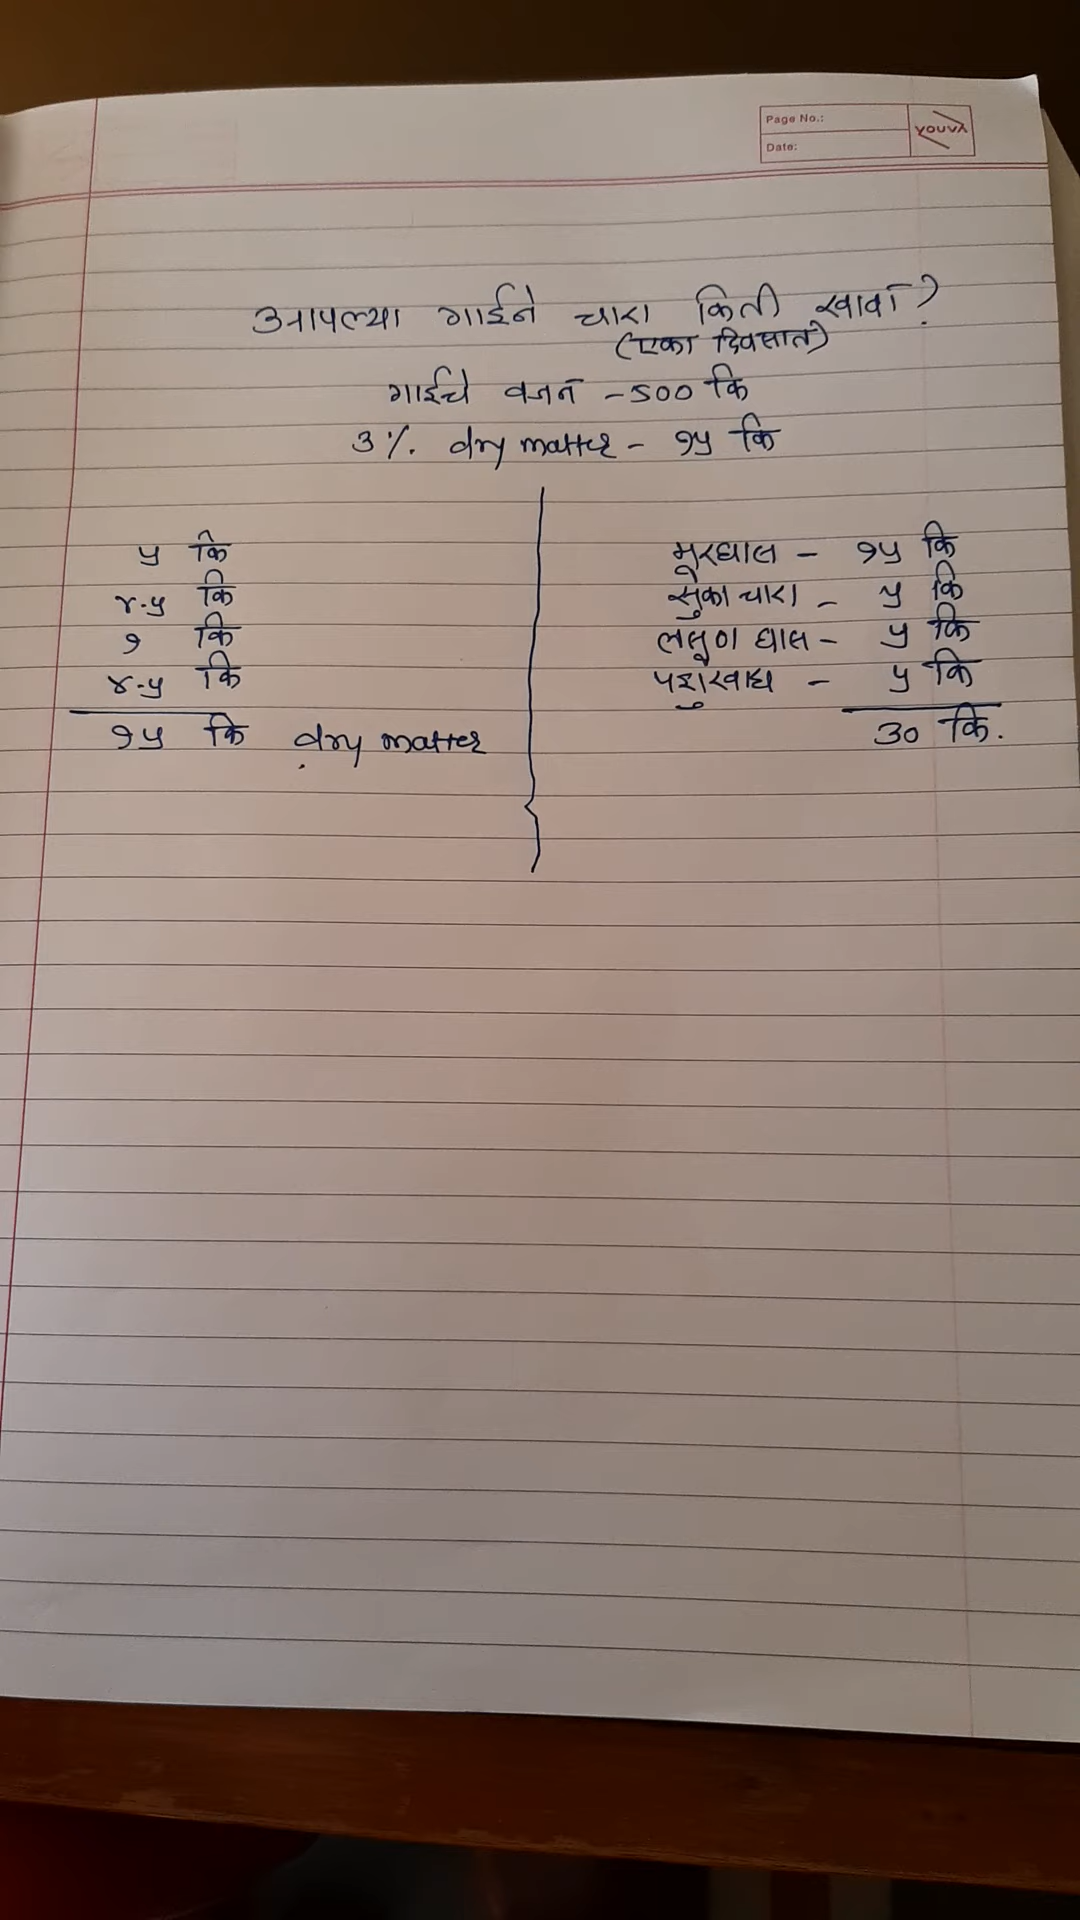 Page No.:
Date:
YOUVA
आपल्या गाईने चारा किती खावा?
(एका दिवसात)
गाईचे वजन - 500 कि
3%. dry matter - १५ कि
५ कि
४.५ कि
१ कि
४.५ कि
१५ कि dry matter
मूरघास - १५ कि
सुका चारा - ५ कि
लसूण घास - ५ कि
पशुखाद्य - ५ कि
30 कि.